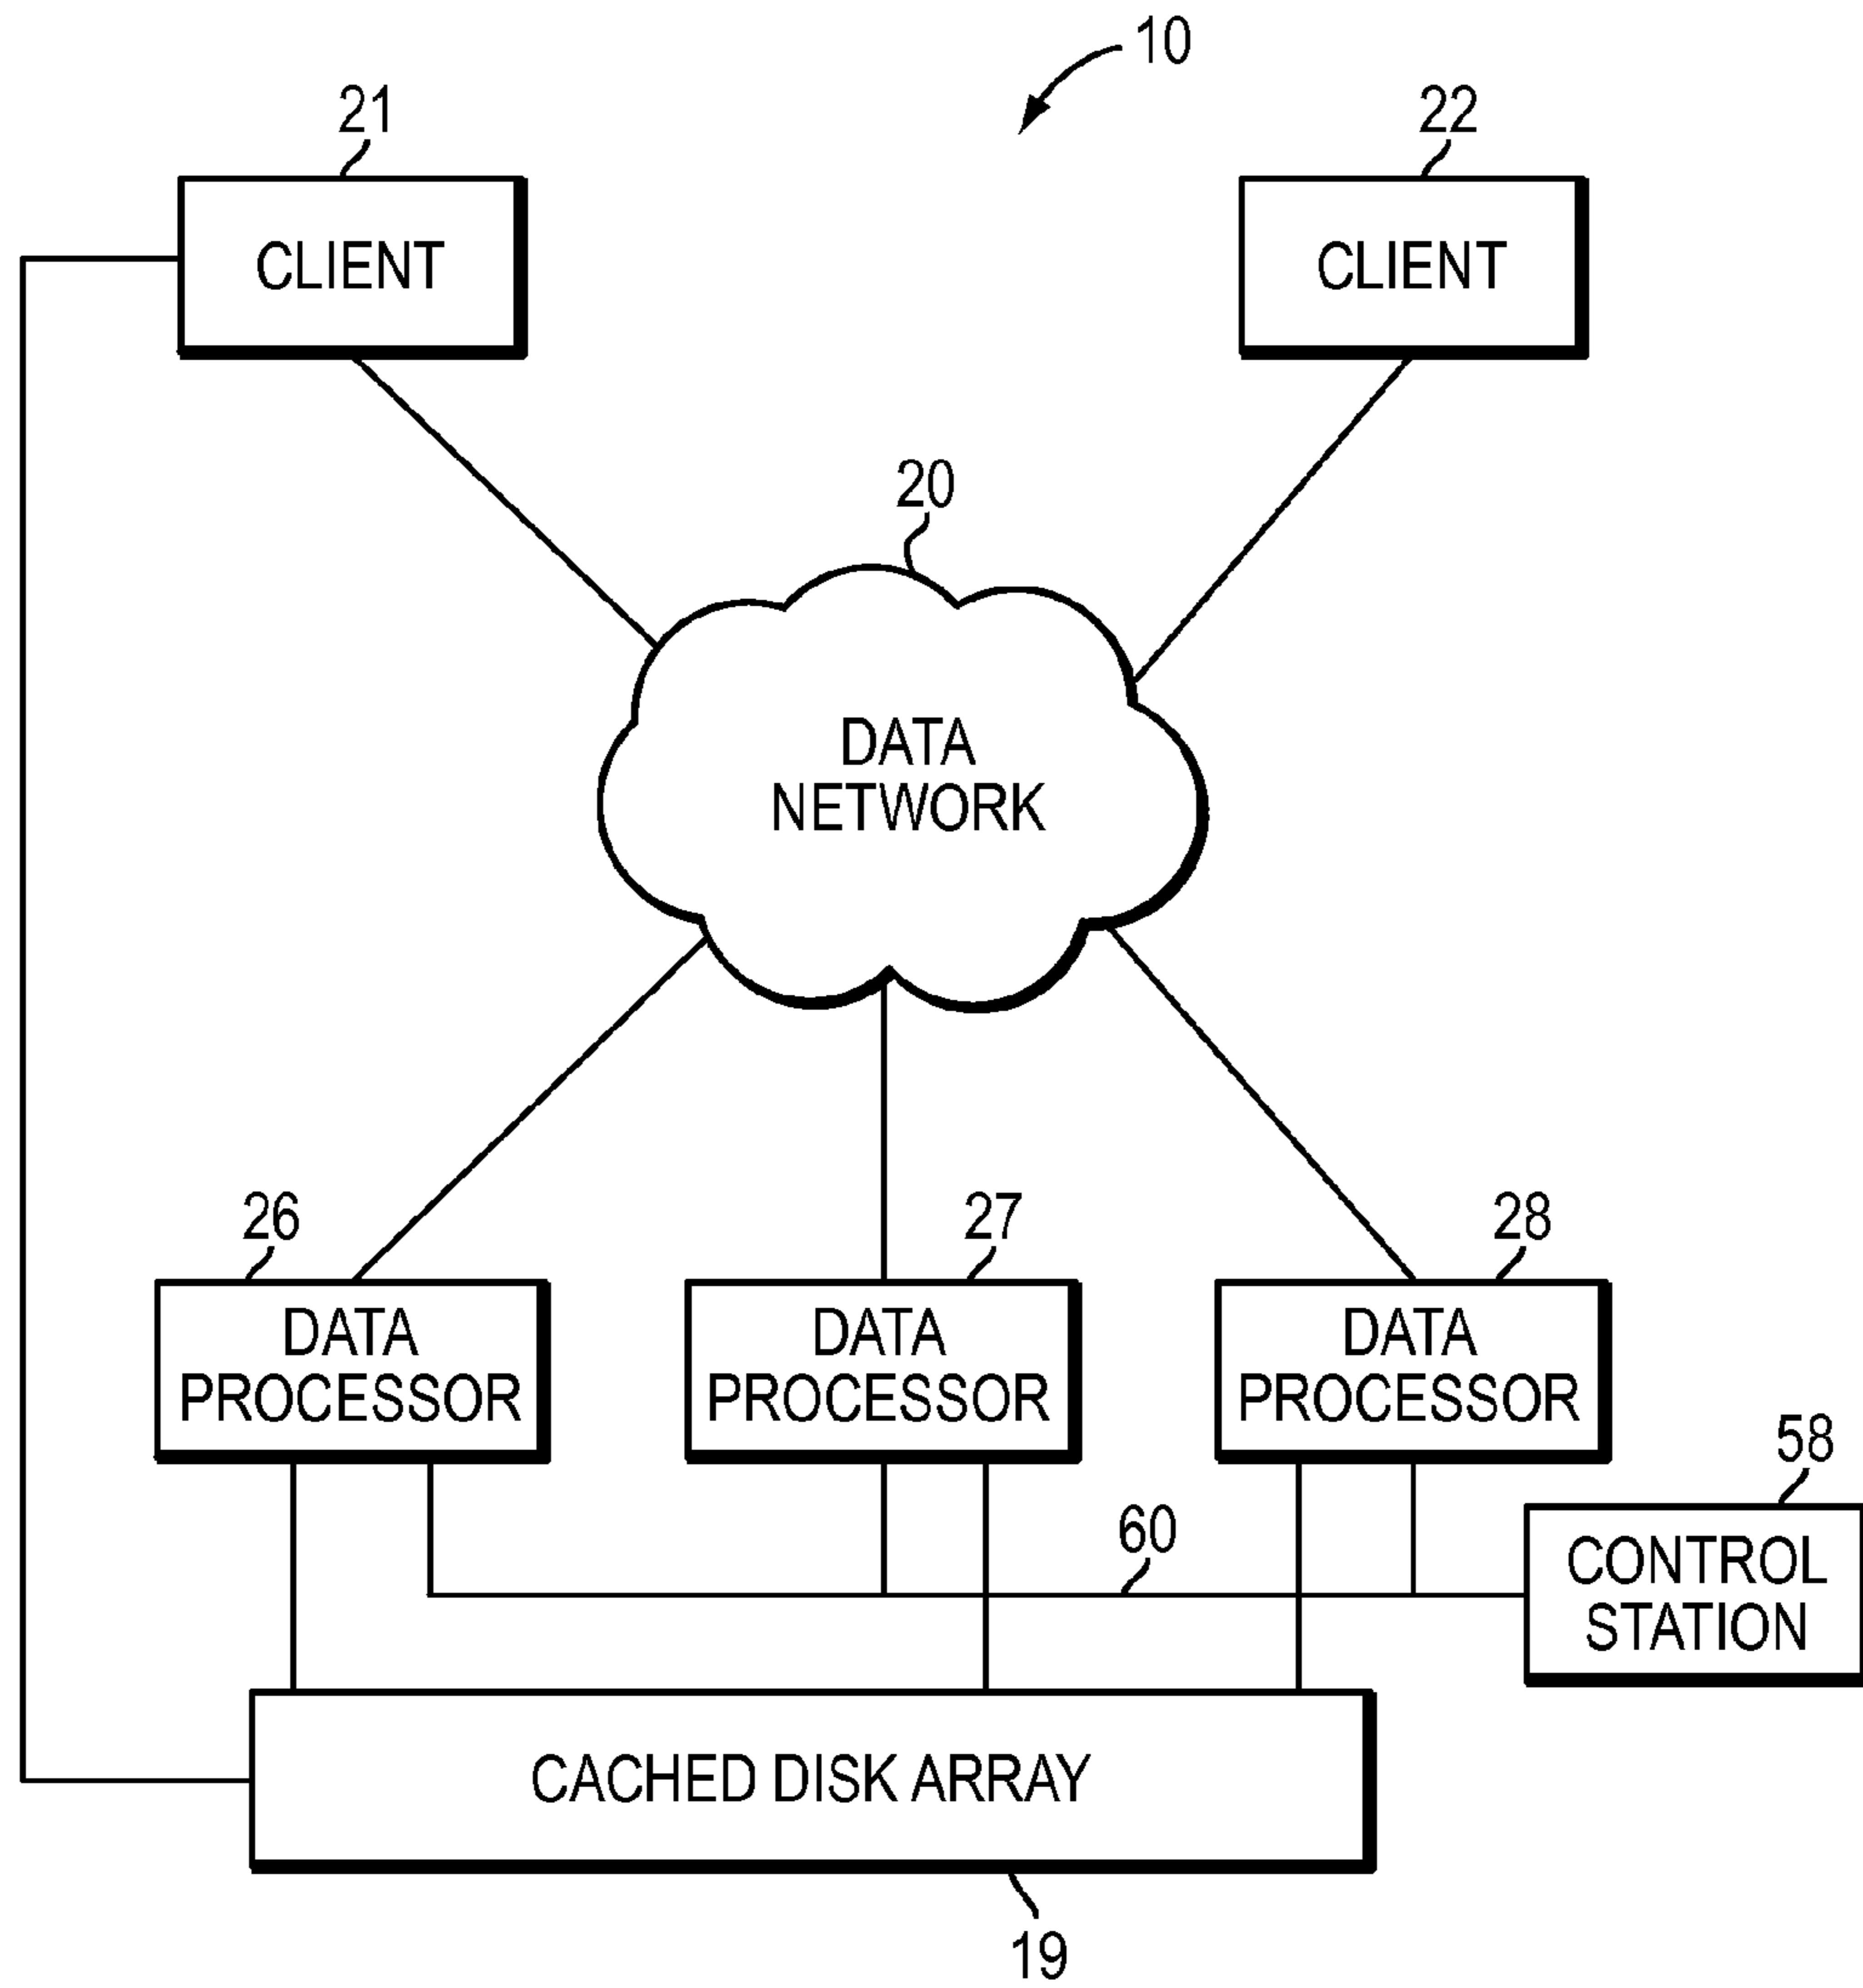 10
21
22
CLIENT
CLIENT
20
DATA
NETWORK
26
27
28
DATA
PROCESSOR
DATA
PROCESSOR
DATA
PROCESSOR
58
60
CONTROL
STATION
CACHED DISK ARRAY
19